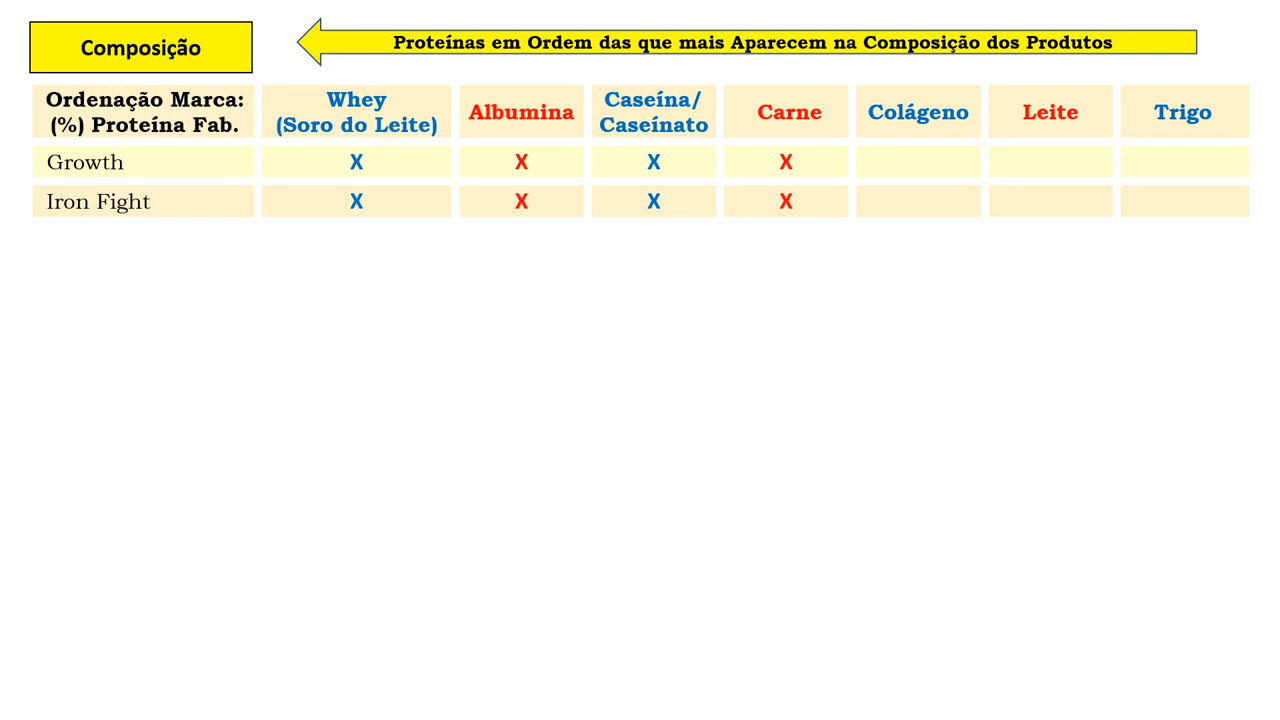 Composição
Proteínas em Ordem das que mais Aparecem na Composição dos Produtos
Ordenação Marca:
(%) Proteína Fab.
Whey
(Soro do Leite)
Albumina
Caseína/
Caseínato
Carne
Colágeno
Leite
Trigo
Growth X X X X
Iron Fight X X X X